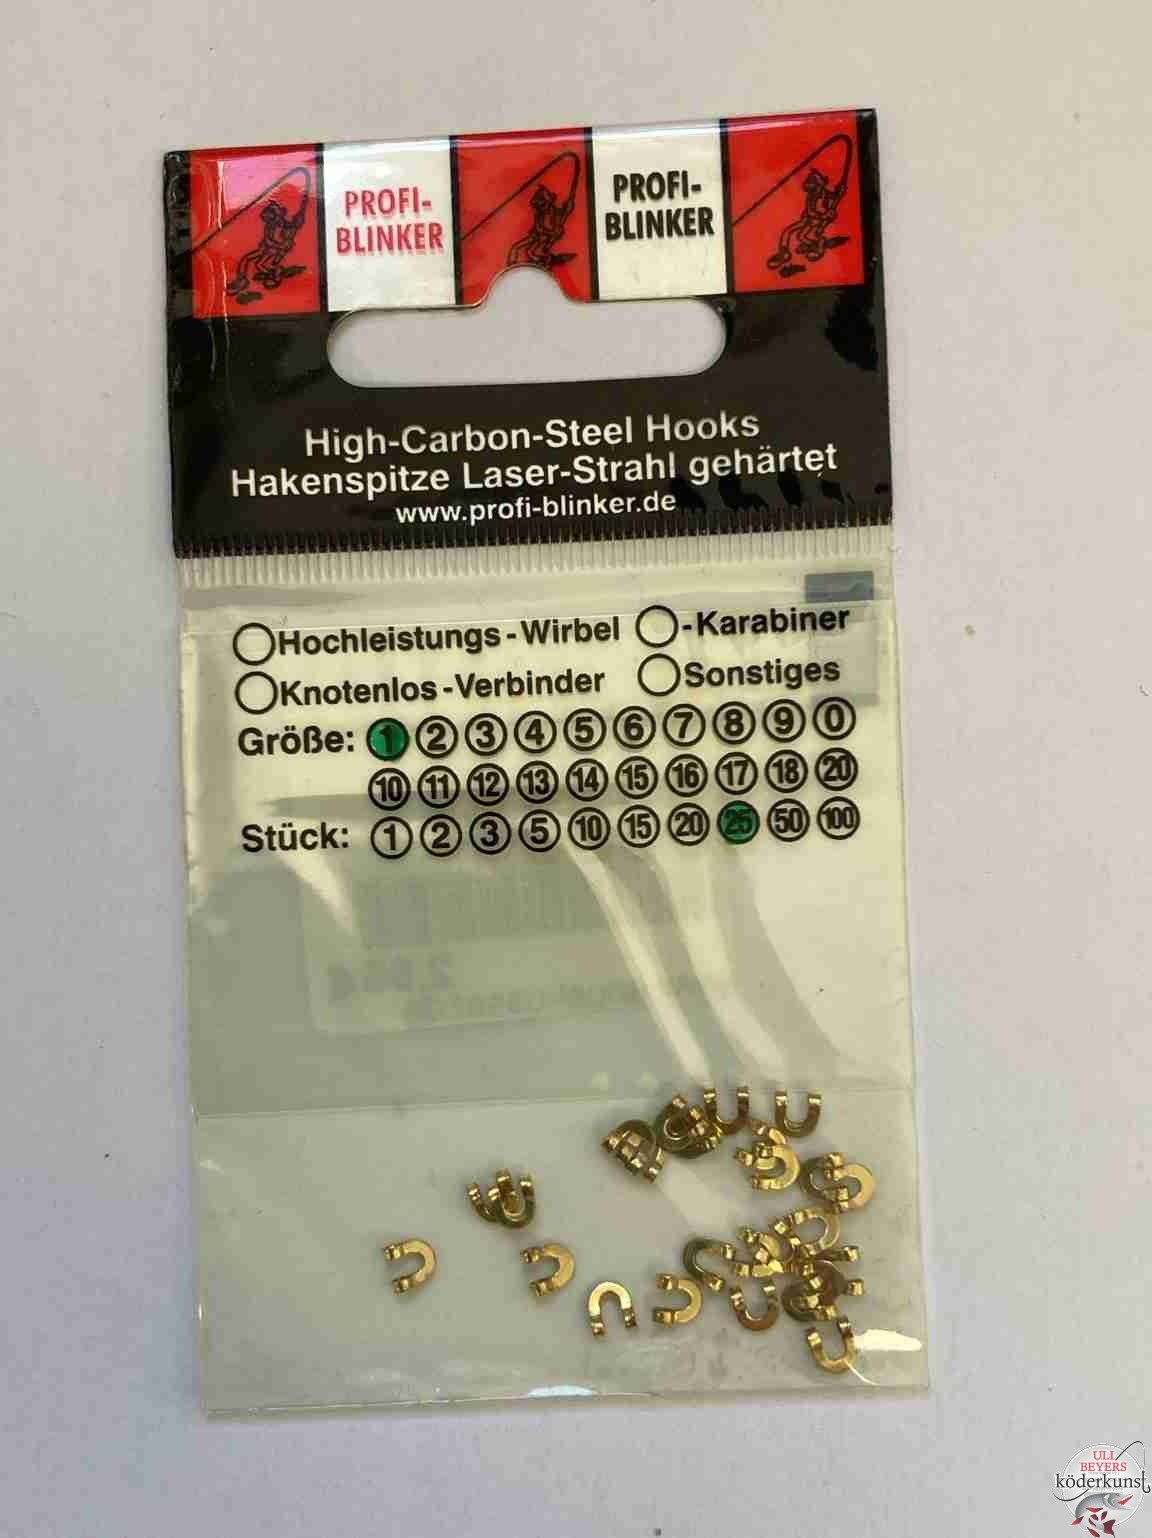 PROFI-
BLINKER
PROFI-
BLINKER
High-Carbon-Steel Hooks
Hakenspitze Laser-Strahl gehärtet
www.profi-blinker.de
Hochleistungs-Wirbel -Karabiner
Knotenlos-Verbinder Sonstiges
Größe: 1 2 3 4 5 6 7 8 9 0
10 11 12 13 14 15 16 17 18 20
Stück: 1 2 3 5 10 15 20 25 50 100
ULI
BEYERS
köderkunst